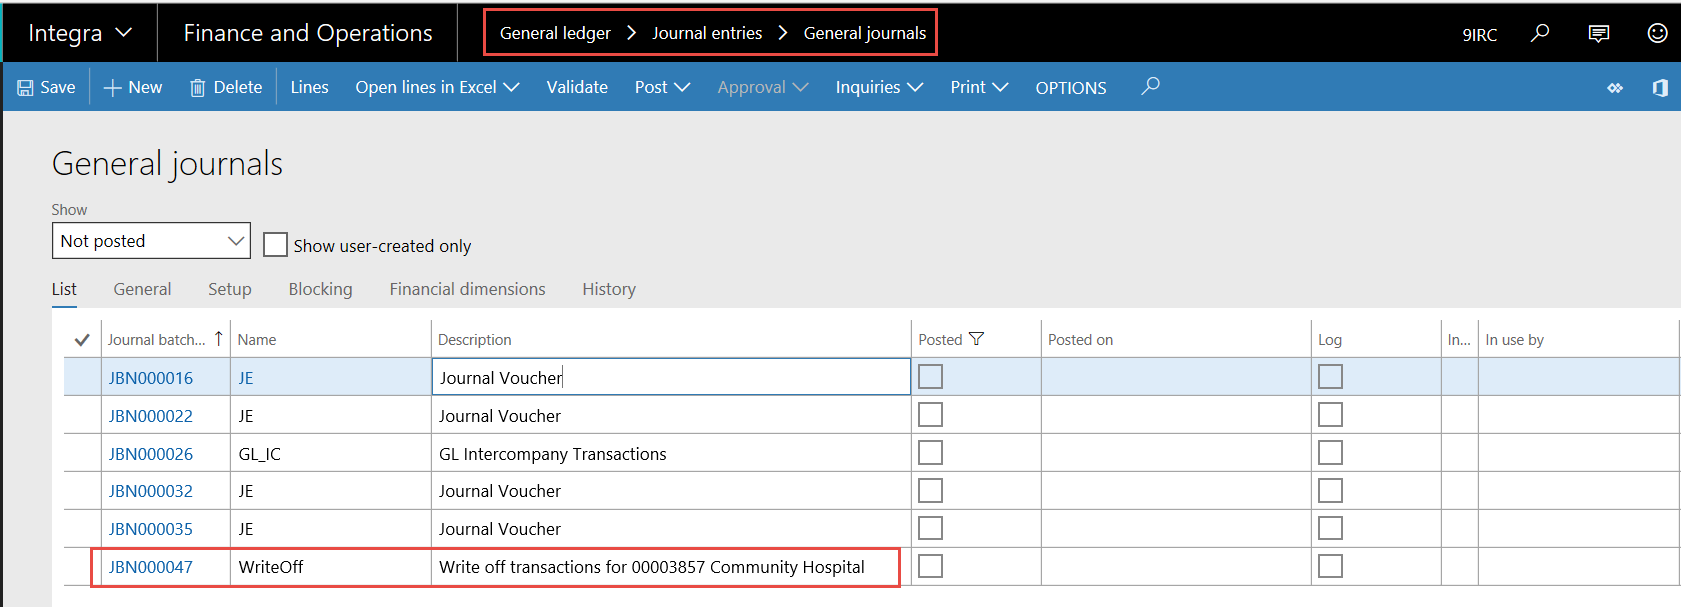 Integra Finance and Operations General ledger > Journal entries > General journals 9IRC
Save New Delete Lines Open lines in Excel Validate Post Approval Inquiries Print OPTIONS
General journals
Show
Not posted Show user-created only
List General Setup Blocking Financial dimensions History
Journal batch... Name Description Posted Posted on Log In... In use by
JBN000016 JE Journal Voucher
JBN000022 JE Journal Voucher
JBN000026 GL_IC GL Intercompany Transactions
JBN000032 JE Journal Voucher
JBN000035 JE Journal Voucher
JBN000047 WriteOff Write off transactions for 00003857 Community Hospital